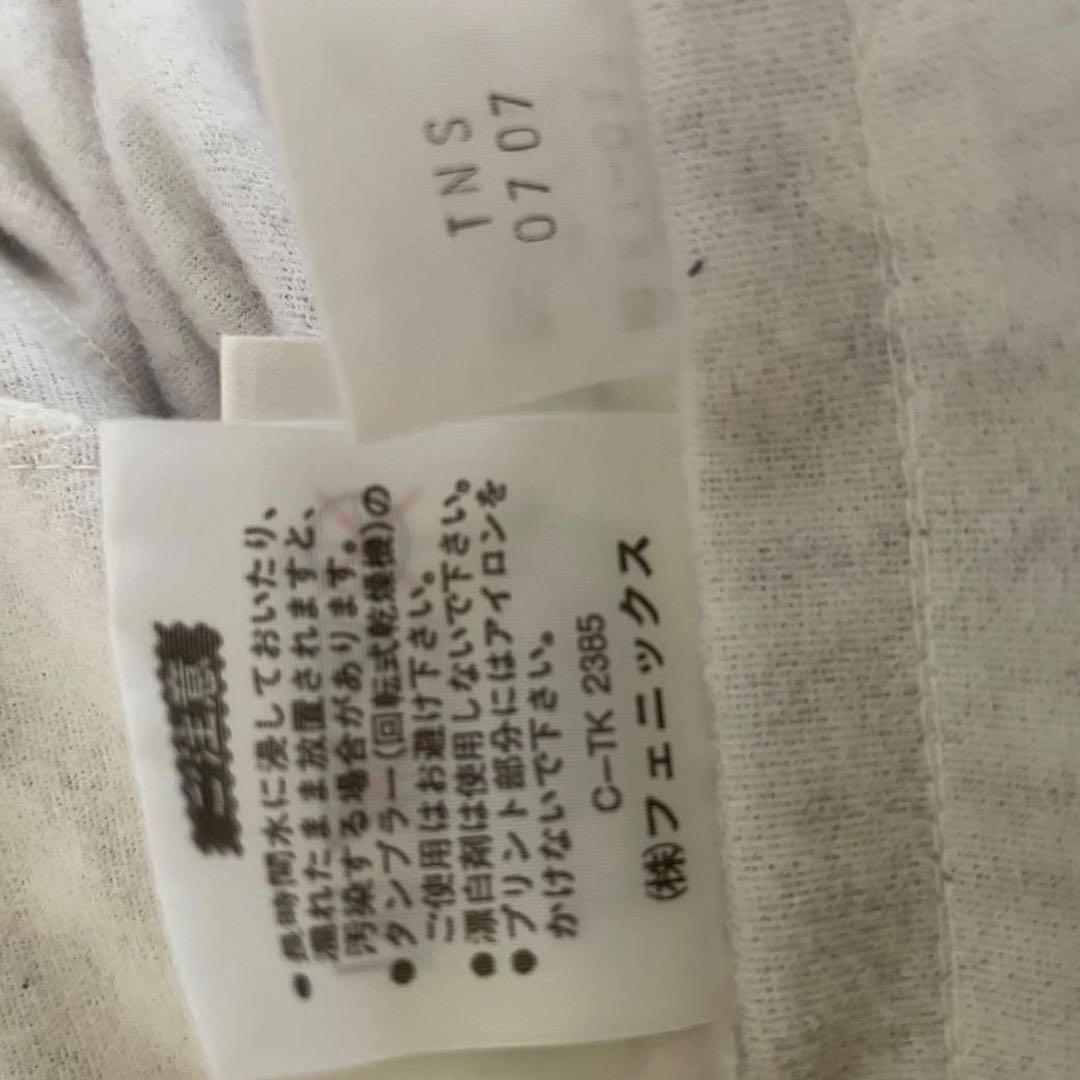 TNS
0707
ご注意
● 長時間水に浸しておいたり、
濡れたまま放置されますと、
汚染する場合があります。
● タンブラー(回転式乾燥機)の
ご使用はお避け下さい。
● 漂白剤は使用しないで下さい。
● プリント部分にはアイロンを
かけないで下さい。
C-TK 2385
(株)フェニックス